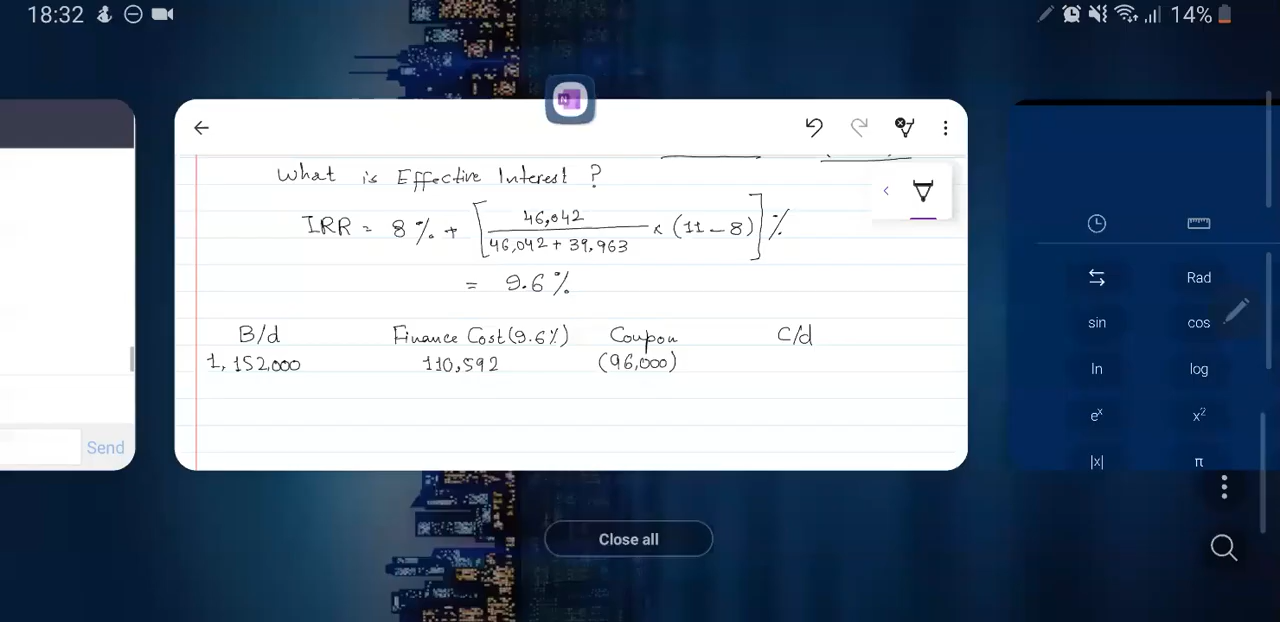 18:32 14%
What is Effective Interest ?
IRR = 8 % + [ 46,042 / 46,042 + 39,963 × (11 – 8) ] %
= 9.6 %
B/d Finance Cost (9.6%) Coupon C/d
1,152,000 110,592 (96,000)
Send
Rad
sin cos
ln log
eˣ x²
|x| π
Close all